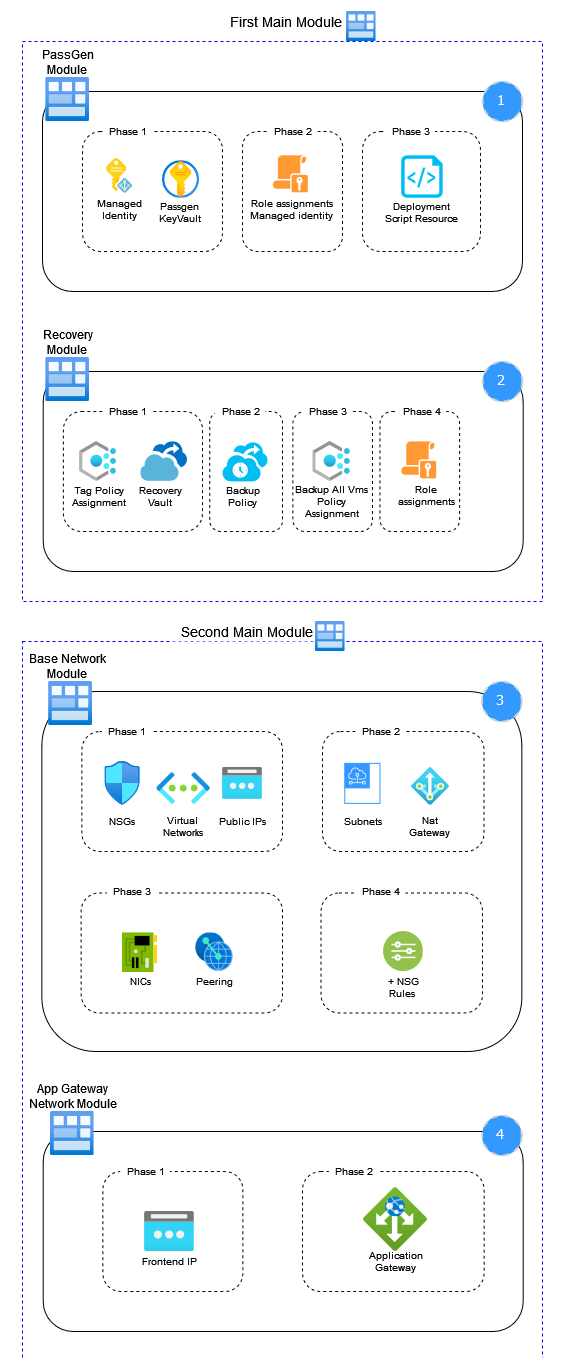 First Main Module
PassGen
Module
1
Phase 1
Phase 2
Phase 3
Managed
Identity
Passgen
KeyVault
Role assignments
Managed identity
Deployment
Script Resource
Recovery
Module
2
Phase 1
Phase 2
Phase 3
Phase 4
Tag Policy
Assignment
Recovery
Vault
Backup
Policy
Backup All Vms
Policy
Assignment
Role
assignments
Second Main Module
Base Network
Module
3
Phase 1
Phase 2
NSGs
Virtual
Networks
Public IPs
Subnets
Nat
Gateway
Phase 3
Phase 4
NICs
Peering
+ NSG
Rules
App Gateway
Network Module
4
Phase 1
Phase 2
Frontend IP
Application
Gateway